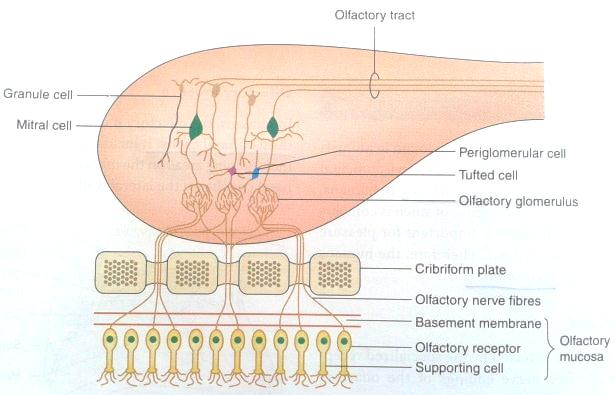 Olfactory tract
Granule cell
Mitral cell
Periglomerular cell
Tufted cell
Olfactory glomerulus
Cribriform plate
Olfactory nerve fibres
Basement membrane
Olfactory receptor
Supporting cell
Olfactory
mucosa